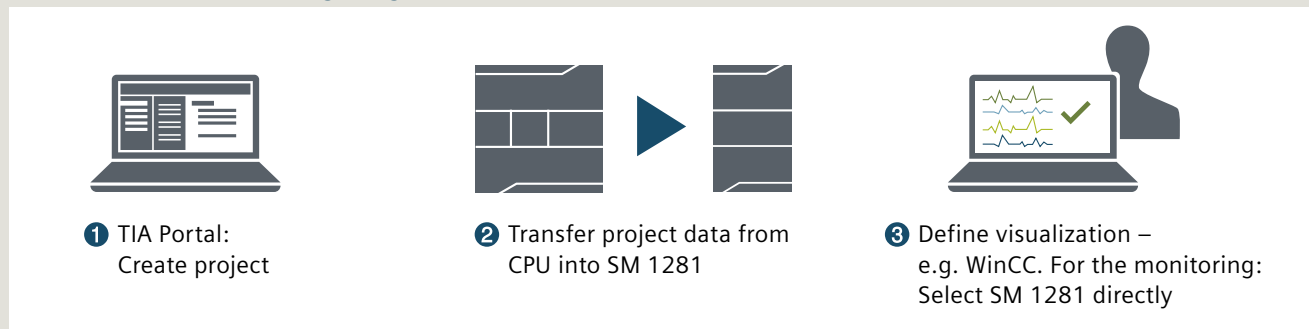 1 TIA Portal:
Create project
2 Transfer project data from
CPU into SM 1281
3 Define visualization –
e.g. WinCC. For the monitoring:
Select SM 1281 directly